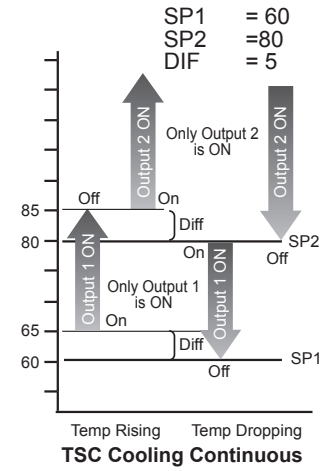 SP1 = 60
SP2 =80
DIF = 5
Output 2 ON
Only Output 2
is ON
Output 2 ON
Off
On
85
Diff
80
SP2
On
Off
Output 1 ON
Only Output 1
is ON
Output 1 ON
On
65
Diff
60
SP1
Off
Temp Rising
Temp Dropping
TSC Cooling Continuous